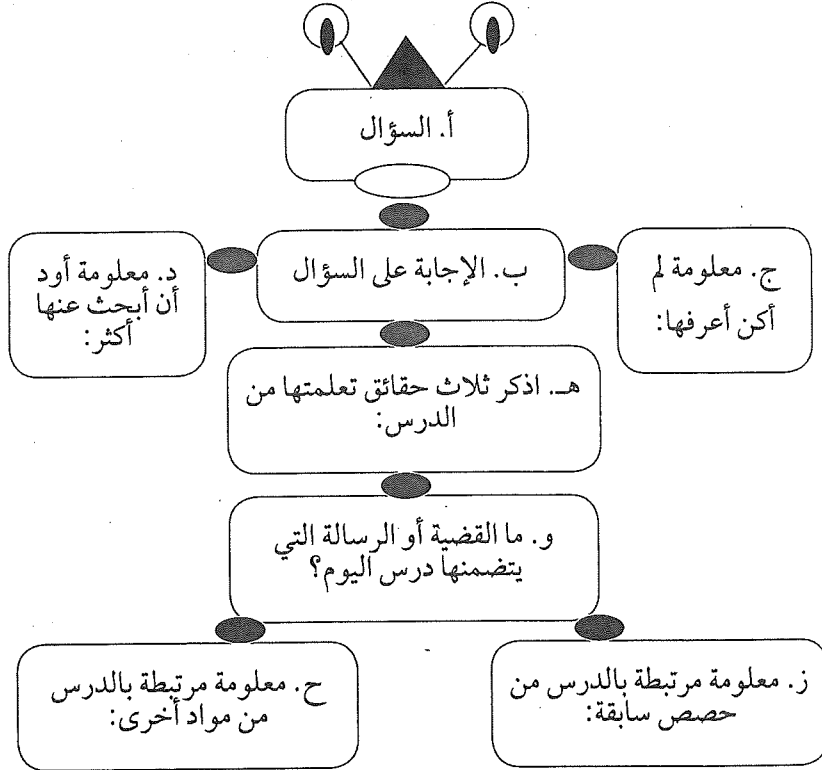 أ. السؤال
ب. الإجابة على السؤال
ج. معلومة لم
أكن أعرفها:
د. معلومة أود
أن أبحث عنها
أكثر:
هـ. اذكر ثلاث حقائق تعلمتها من
الدرس:
و. ما القضية أو الرسالة التي
يتضمنها درس اليوم؟
ز. معلومة مرتبطة بالدرس من
حصص سابقة:
ح. معلومة مرتبطة بالدرس
من مواد أخرى: